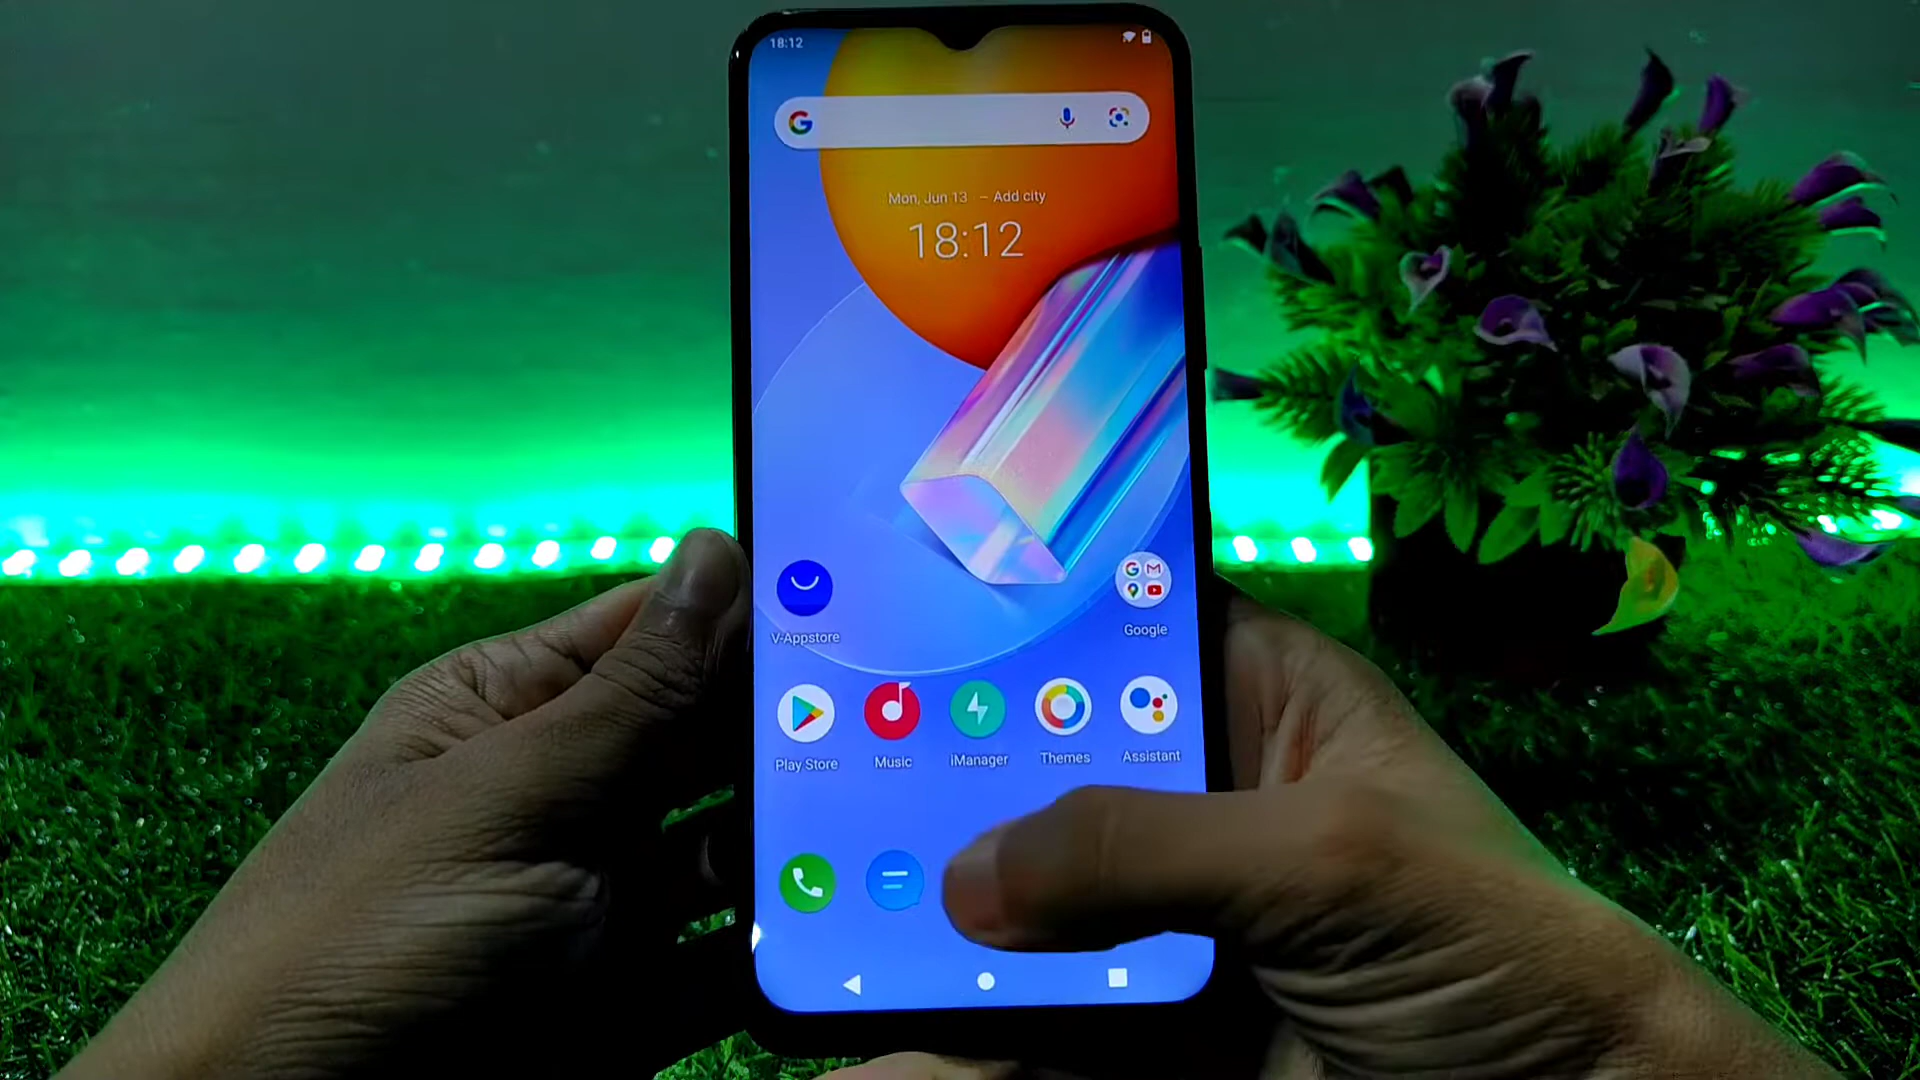 18:12
G
Mon, Jun 13 – Add city
18:12
V-Appstore
Google
Play Store
Music
iManager
Themes
Assistant